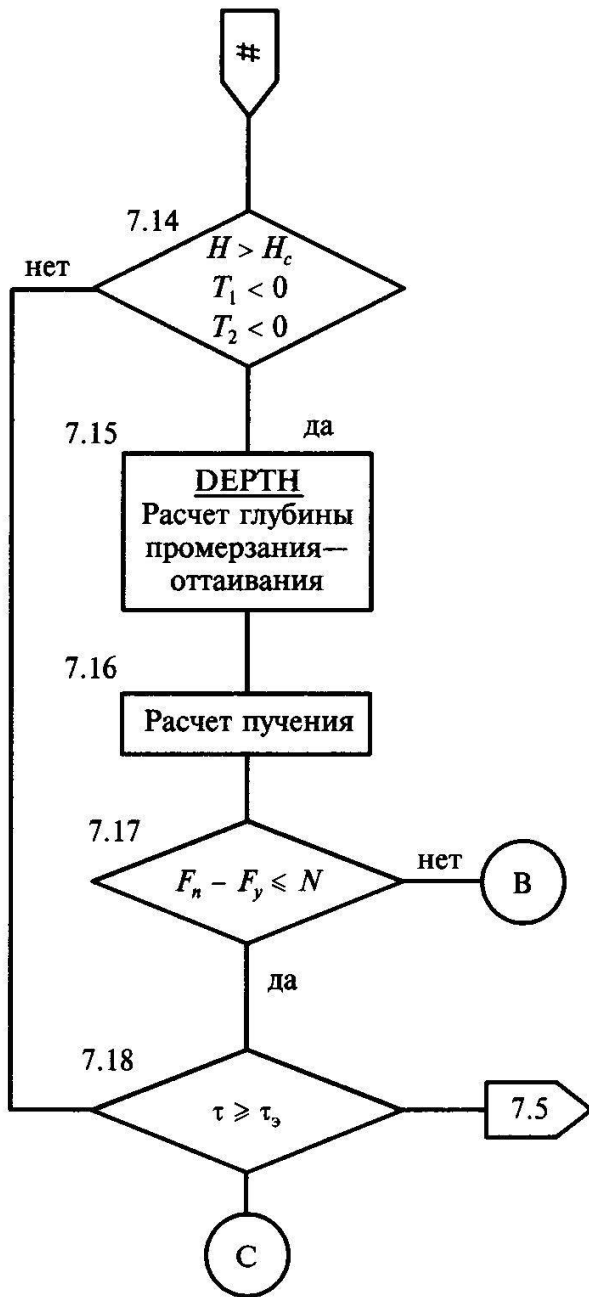 #
7.14
H > H_c
нет
T_1 < 0
T_2 < 0
7.15
да
DEPTH
Расчет глубины
промерзания—
оттаивания
7.16
Расчет пучения
7.17
нет
F_n − F_y ⩽ N
B
да
7.18
τ ⩾ τ_э
7.5
C